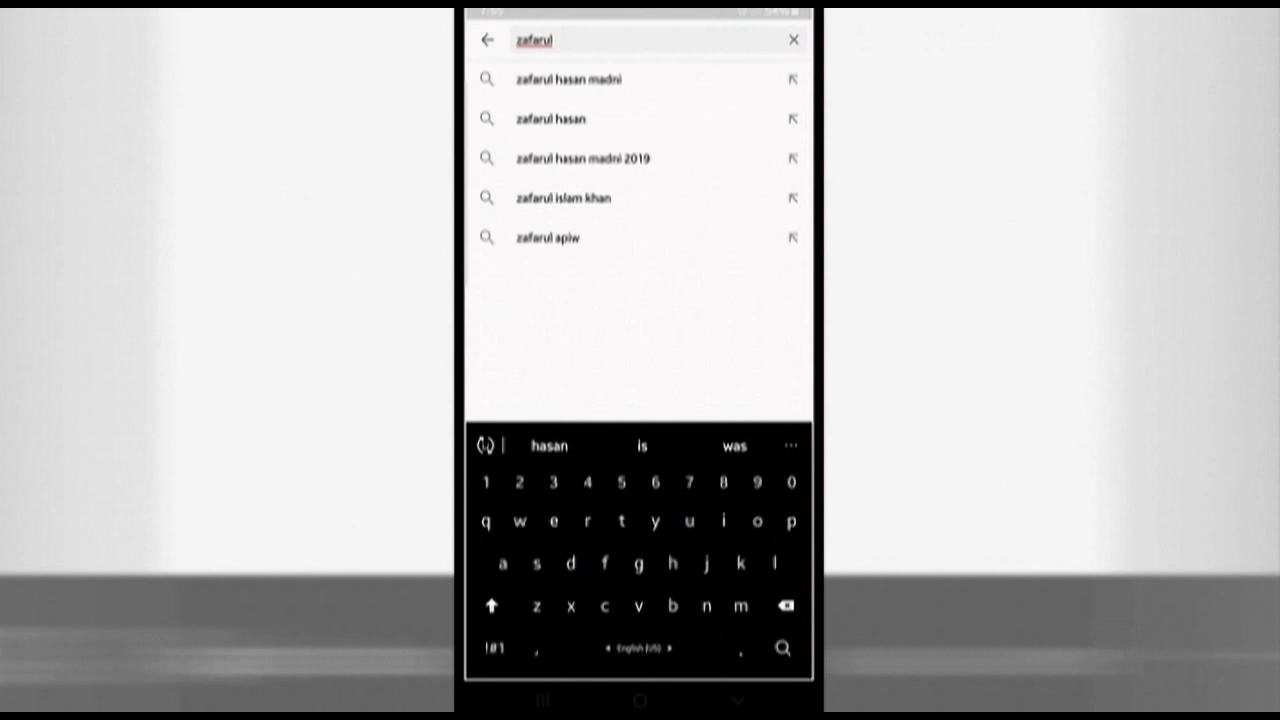 zafarul
zafarul hasan madni
zafarul hasan
zafarul hasan madni 2019
zafarul islam khan
zafarul apiw
hasan is was ...
1 2 3 4 5 6 7 8 9 0
q w e r t y u i o p
a s d f g h j k l
z x c v b n m
!#1 , English (US) .